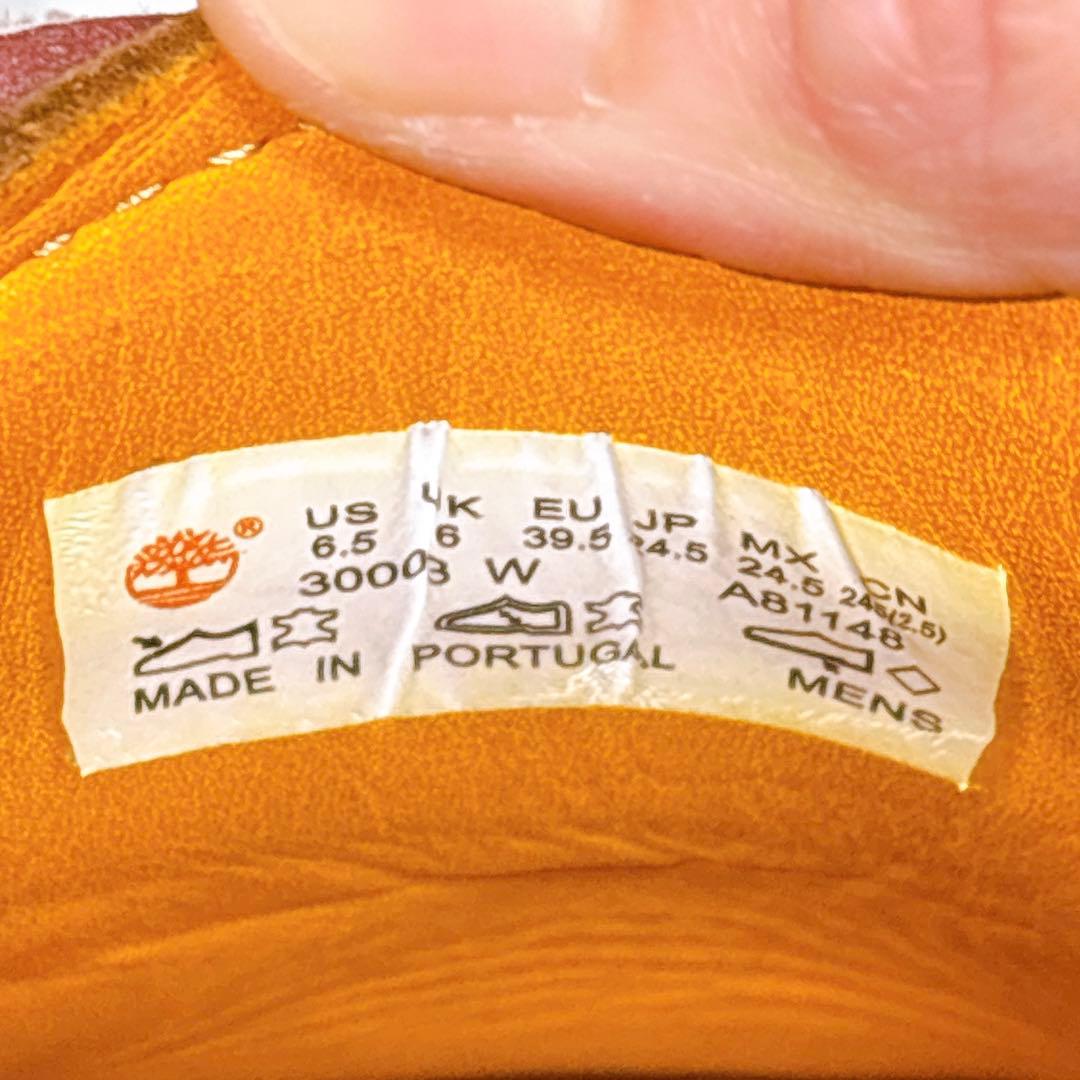 ®
US UK EU JP MX CN
6.5 6 39.5 24.5 24.5 245(2.5)
W A81148
MADE IN PORTUGAL MENS